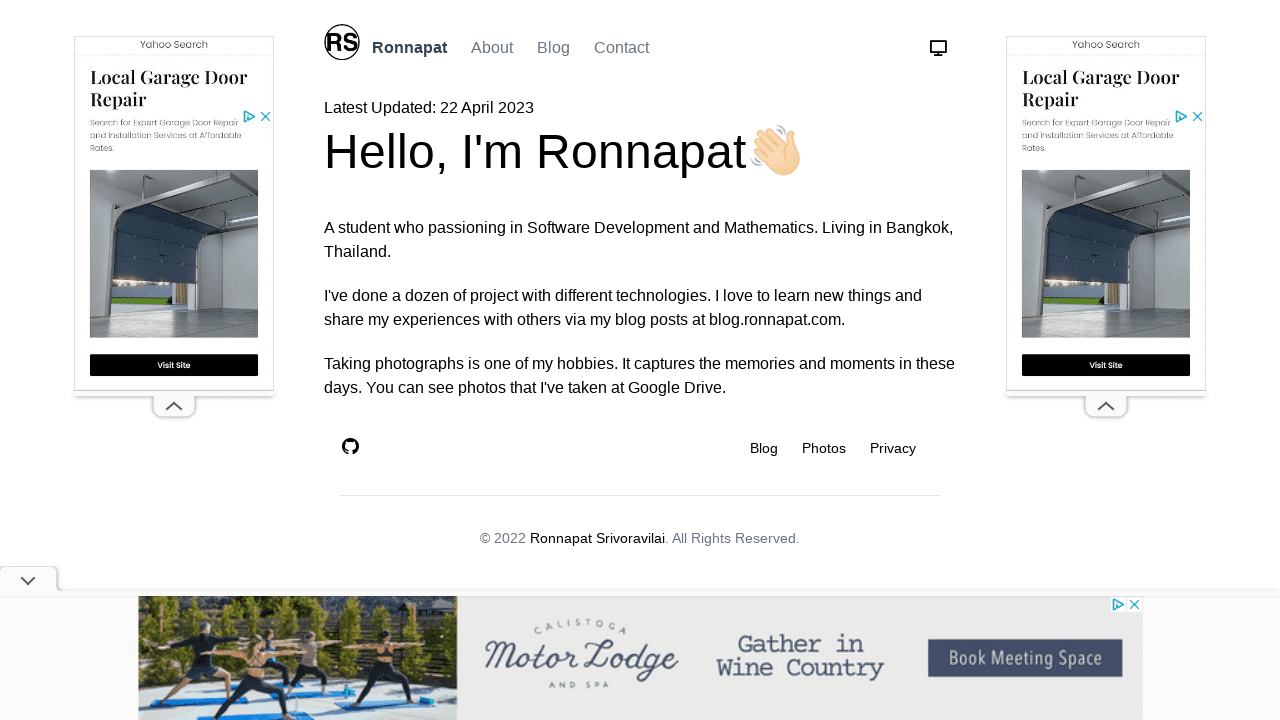 RS
Ronnapat
About
Blog
Contact
Yahoo Search
Local Garage Door
Repair
Search for Expert Garage Door Repair
and Installation Services at Affordable
Rates.
Visit Site
Latest Updated: 22 April 2023
Hello, I'm Ronnapat👋🏼
A student who passioning in Software Development and Mathematics. Living in Bangkok,
Thailand.
I've done a dozen of project with different technologies. I love to learn new things and
share my experiences with others via my blog posts at blog.ronnapat.com.
Taking photographs is one of my hobbies. It captures the memories and moments in these
days. You can see photos that I've taken at Google Drive.
Yahoo Search
Local Garage Door
Repair
Search for Expert Garage Door Repair
and Installation Services at Affordable
Rates.
Visit Site
Blog
Photos
Privacy
© 2022 Ronnapat Srivoravilai. All Rights Reserved.
CALISTOGA
Motor Lodge
AND SPA
Gather in
Wine Country
Book Meeting Space